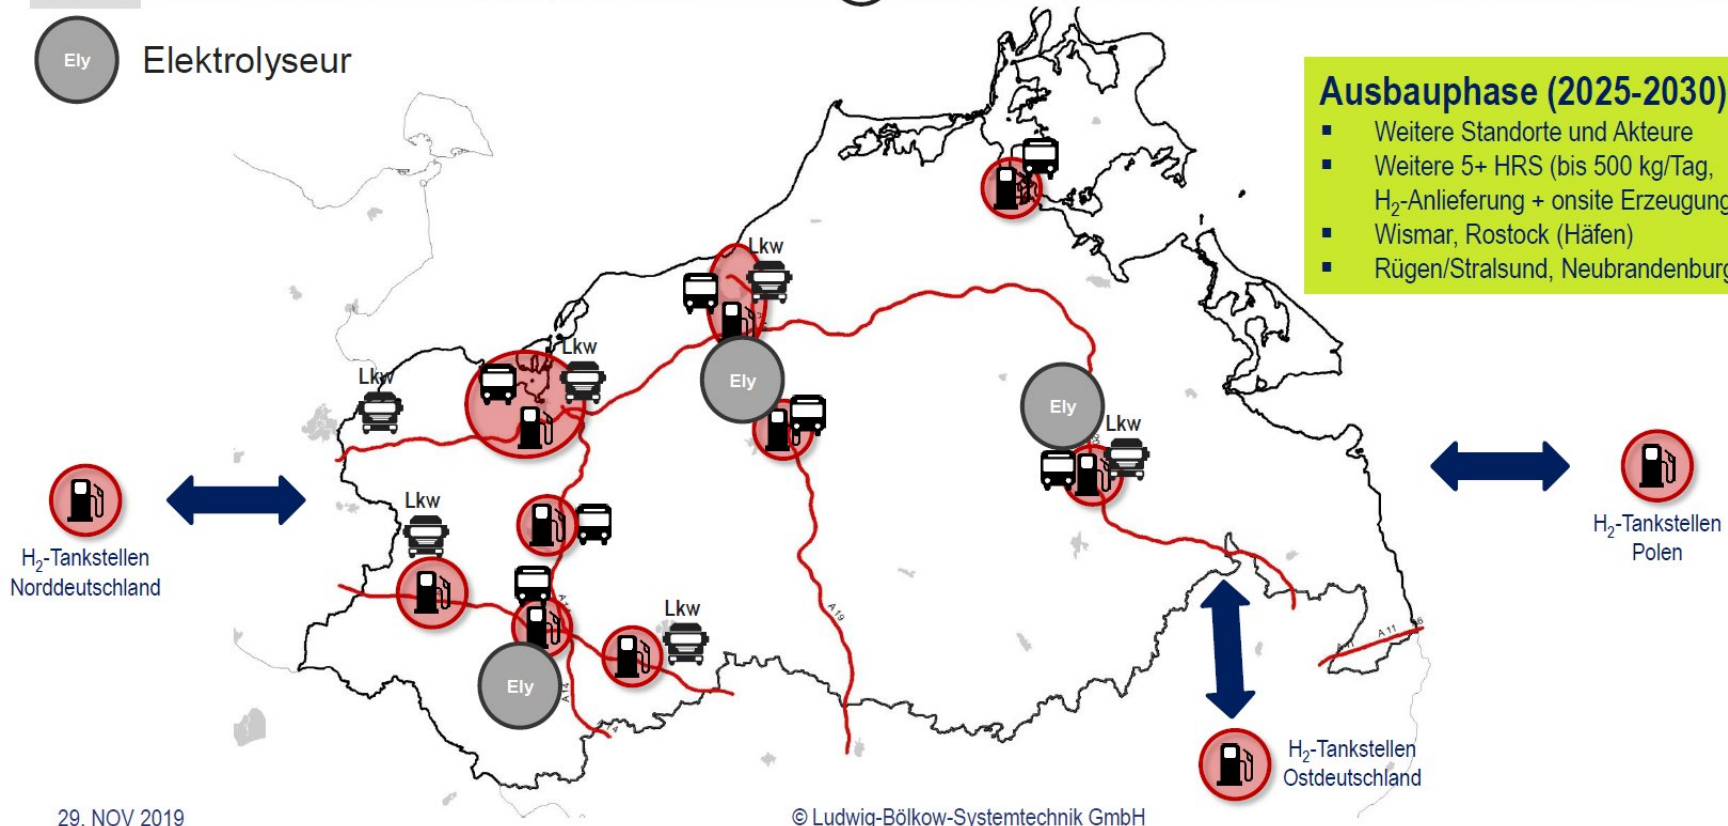 Ely
Elektrolyseur
Ausbauphase (2025-2030)
▪ Weitere Standorte und Akteure
▪ Weitere 5+ HRS (bis 500 kg/Tag,
H₂-Anlieferung + onsite Erzeugung
▪ Wismar, Rostock (Häfen)
▪ Rügen/Stralsund, Neubrandenburg
Lkw
Lkw
Lkw
Ely
Ely
Lkw
Lkw
H₂-Tankstellen
Norddeutschland
H₂-Tankstellen
Polen
Lkw
A 19
A 11
Ely
A14
H₂-Tankstellen
Ostdeutschland
29. NOV 2019
© Ludwig-Bölkow-Systemtechnik GmbH